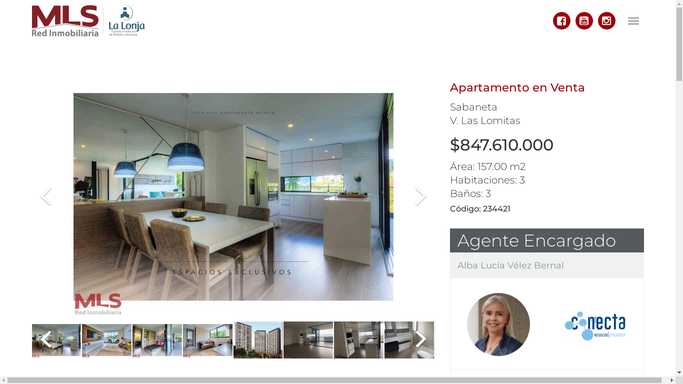 MLS
Red Inmobiliaria
La Lonja
Apartamento en Venta
Sabaneta
V. Las Lomitas
$847.610.000
Área: 157.00 m2
Habitaciones: 3
Baños: 3
Código: 234421
Agente Encargado
Alba Lucía Vélez Bernal
ESPACIOS EXCLUSIVOS
MLS
Red Inmobiliaria
conecta